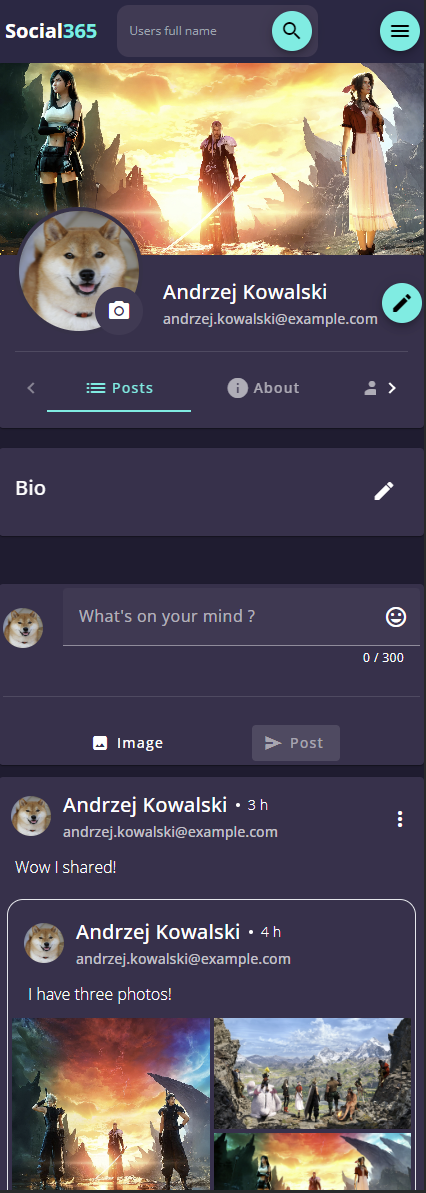 Social365
Users full name
Andrzej Kowalski
andrzej.kowalski@example.com
Posts
About
Bio
What's on your mind ?
0 / 300
Image
Post
Andrzej Kowalski • 3 h
andrzej.kowalski@example.com
Wow I shared!
Andrzej Kowalski • 4 h
andrzej.kowalski@example.com
I have three photos!